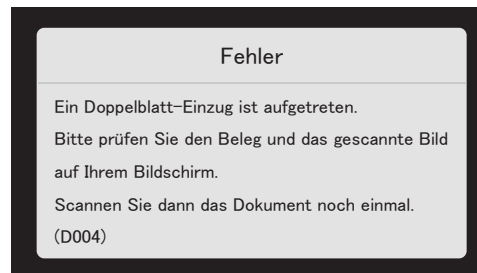 Fehler
Ein Doppelblatt-Einzug ist aufgetreten.
Bitte prüfen Sie den Beleg und das gescannte Bild
auf Ihrem Bildschirm.
Scannen Sie dann das Dokument noch einmal.
(D004)